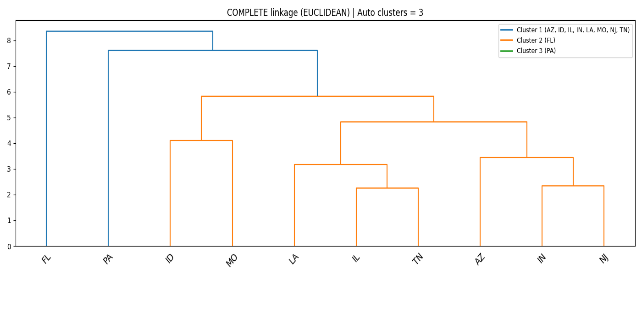 COMPLETE linkage (EUCLIDEAN) | Auto clusters = 3
Cluster 1 (AZ, ID, IL, IN, LA, MO, NJ, TN)
Cluster 2 (FL)
Cluster 3 (PA)
8
7
6
5
4
3
2
1
0
FL PA ID MO LA IL TN AZ IN NJ